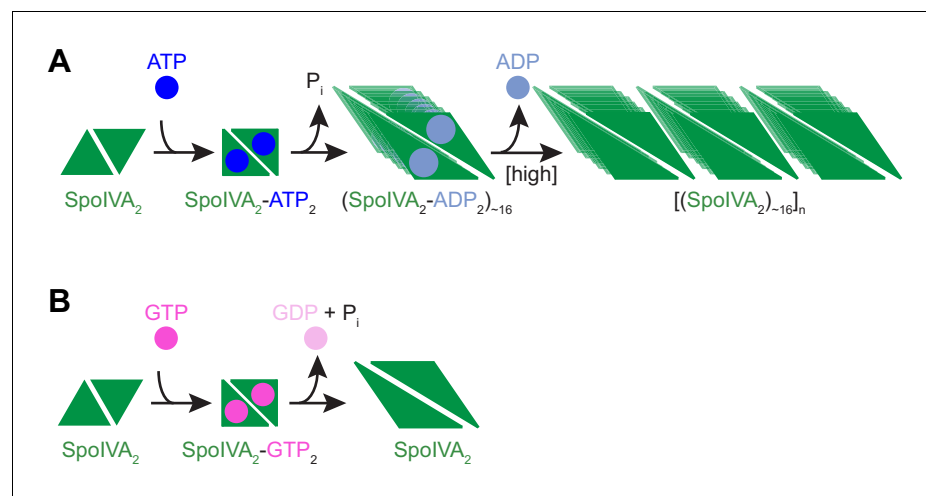 A
ATP
P i
ADP
[high]
SpoIVA2
SpoIVA2-ATP2
(SpoIVA2-ADP2)~16
[(SpoIVA2)~16]n
B
GTP
GDP + Pi
SpoIVA2
SpoIVA2-GTP2
SpoIVA2